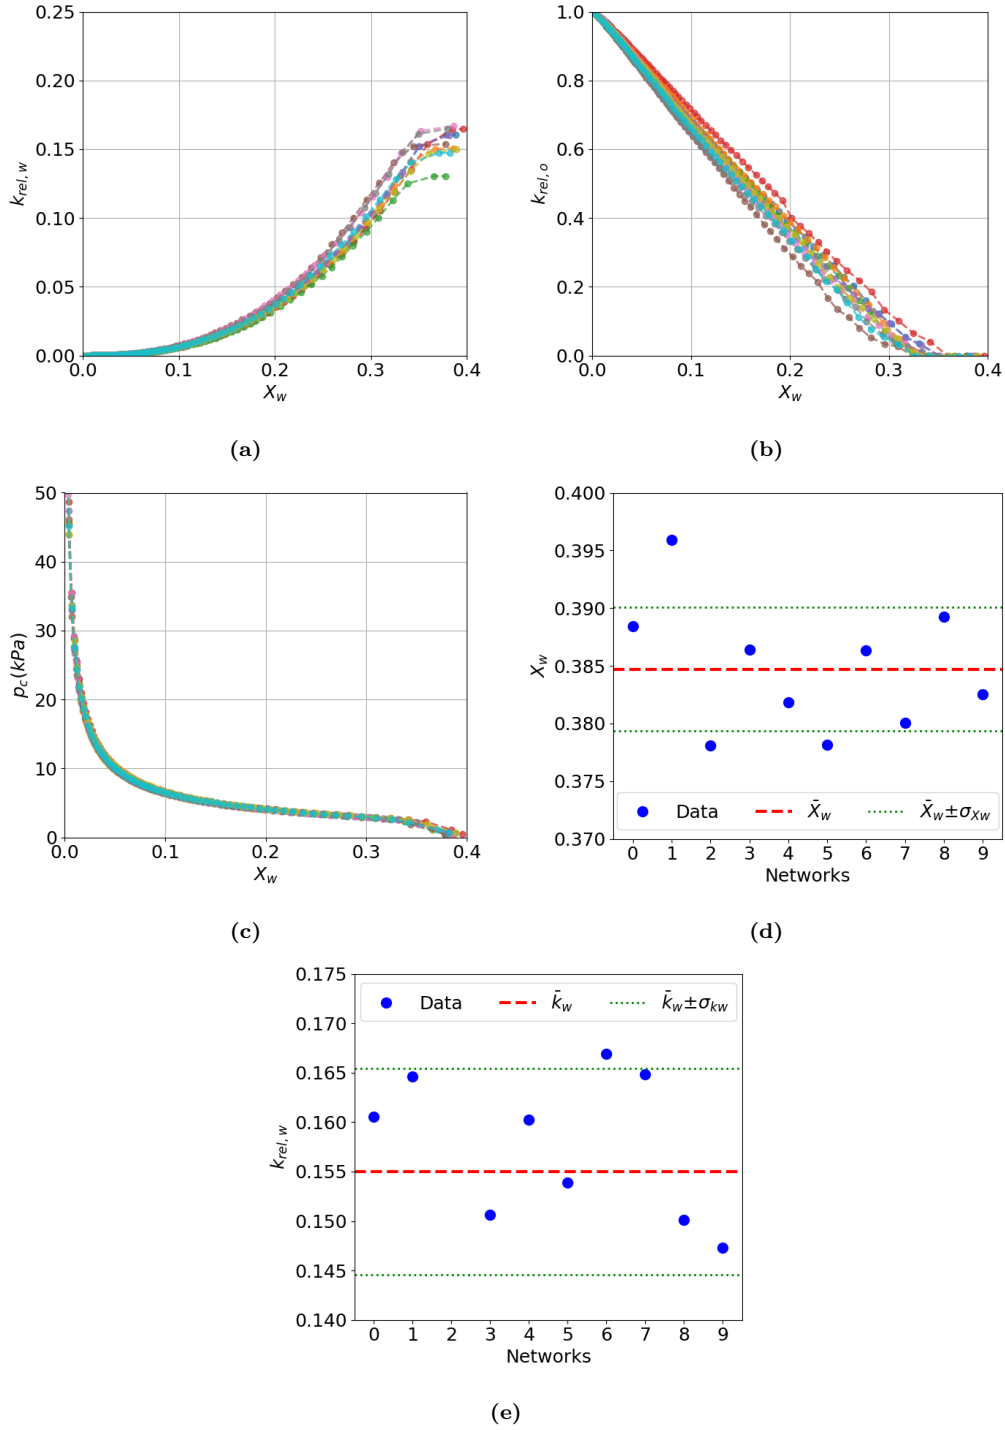 0.25
0.20
0.15
0.10
0.05
0.00
k_{rel, w}
0.0 0.1 0.2 0.3 0.4
X_w
(a)
1.0
0.8
0.6
0.4
0.2
0.0
k_{rel, o}
0.0 0.1 0.2 0.3 0.4
X_w
(b)
50
40
30
20
10
0
p_c(kPa)
0.0 0.1 0.2 0.3 0.4
X_w
(c)
0.400
0.395
0.390
0.385
0.380
0.375
0.370
X_w
Data X̄_w X̄_w±σ_{Xw}
0 1 2 3 4 5 6 7 8 9
Networks
(d)
0.175
0.170
0.165
0.160
0.155
0.150
0.145
0.140
k_{rel, w}
Data k̄_w k̄_w±σ_{kw}
0 1 2 3 4 5 6 7 8 9
Networks
(e)